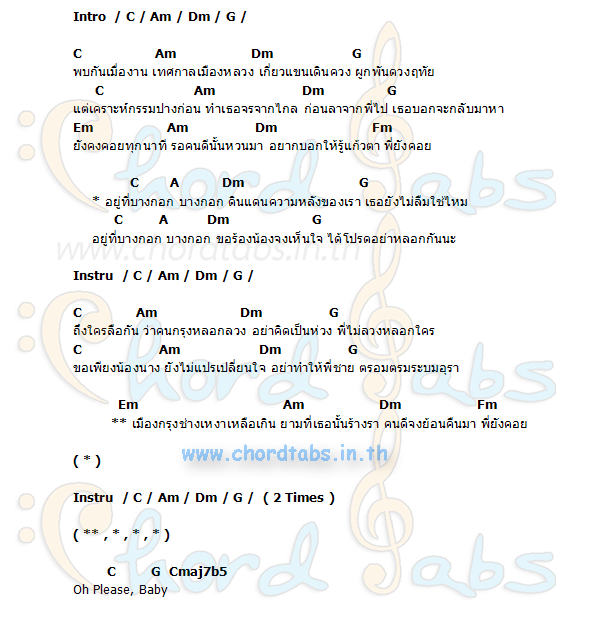 Intro / C / Am / Dm / G /
C Am Dm G
พบกันเมื่องาน เทศกาลเมืองหลวง เกี่ยวแขนเดินควง ผูกพันดวงฤทัย
C Am Dm G
แต่เคราะห์กรรมปางก่อน ทำเธอจรจากไกล ก่อนลาจากพี่ไป เธอบอกจะกลับมาหา
Em Am Dm Fm
ยังคงคอยทุกนาที รอคนดีนั้นหวนมา อยากบอกให้รู้แก้วตา พี่ยังคอย
C A Dm G
* อยู่ที่บางกอก บางกอก ดินแดนความหลังของเรา เธอยังไม่ลืมใช่ไหม
C A Dm G
อยู่ที่บางกอก บางกอก ขอร้องน้องจงเห็นใจ ได้โปรดอย่าหลอกกันนะ
www.chordtabs.in.th
Instru / C / Am / Dm / G /
C Am Dm G
ถึงใครลือกัน ว่าคนกรุงหลอกลวง อย่าคิดเป็นห่วง พี่ไม่ลวงหลอกใคร
C Am Dm G
ขอเพียงน้องนาง ยังไม่แปรเปลี่ยนใจ อย่าทำให้พี่ชาย ตรอมตรมระบมอุรา
Em Am Dm Fm
** เมืองกรุงช่างเหงาเหลือเกิน ยามที่เธอนั้นร้างรา คนดีจงย้อนคืนมา พี่ยังคอย
www.chordtabs.in.th
( * )
Instru / C / Am / Dm / G / ( 2 Times )
( ** , * , * , * )
C G Cmaj7b5
Oh Please, Baby
Chord Tabs
Chord Tabs
Chord Tabs